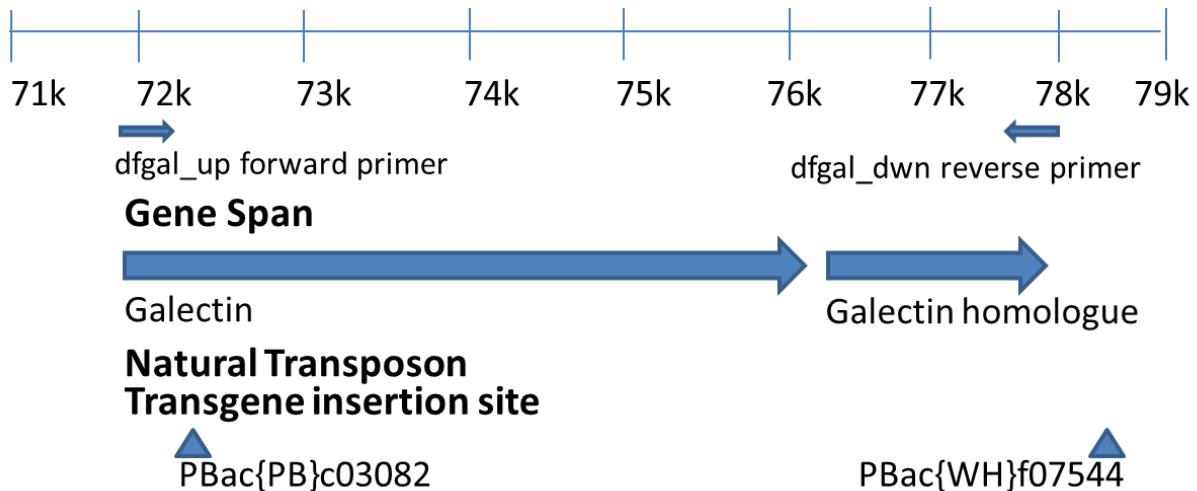 71k 72k 73k 74k 75k 76k 77k 78k 79k
dfgal_up forward primer
dfgal_dwn reverse primer
Gene Span
Galectin
Galectin homologue
Natural Transposon
Transgene insertion site
PBac{PB}c03082
PBac{WH}f07544